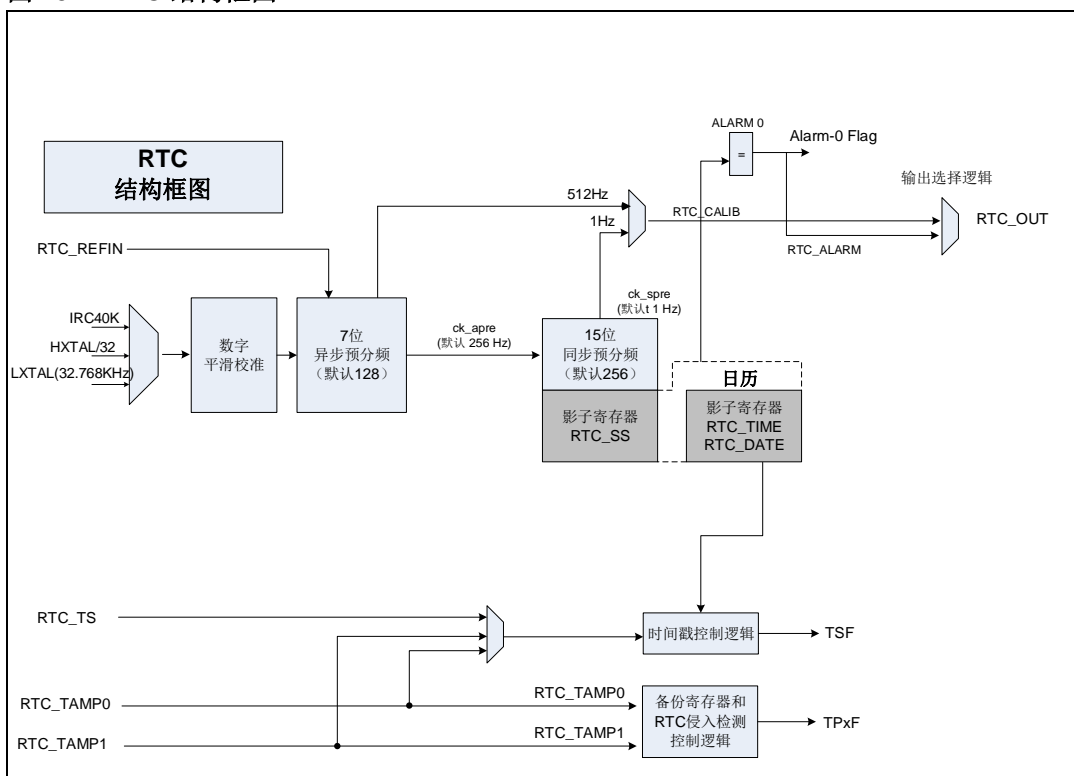 RTC
结构框图
ALARM 0
=
Alarm-0 Flag
输出选择逻辑
512Hz
1Hz
RTC_CALIB
RTC_OUT
RTC_ALARM
RTC_REFIN
IRC40K
HXTAL/32
LXTAL(32.768KHz)
数字
平滑校准
7位
异步预分频
（默认128）
ck_apre
(默认 256 Hz)
ck_spre
(默认t 1 Hz)
15位
同步预分频
（默认256）
影子寄存器
RTC_SS
日历
影子寄存器
RTC_TIME
RTC_DATE
RTC_TS
时间戳控制逻辑
TSF
RTC_TAMP0
RTC_TAMP0
RTC_TAMP1
RTC_TAMP1
备份寄存器和
RTC侵入检测
控制逻辑
TPxF